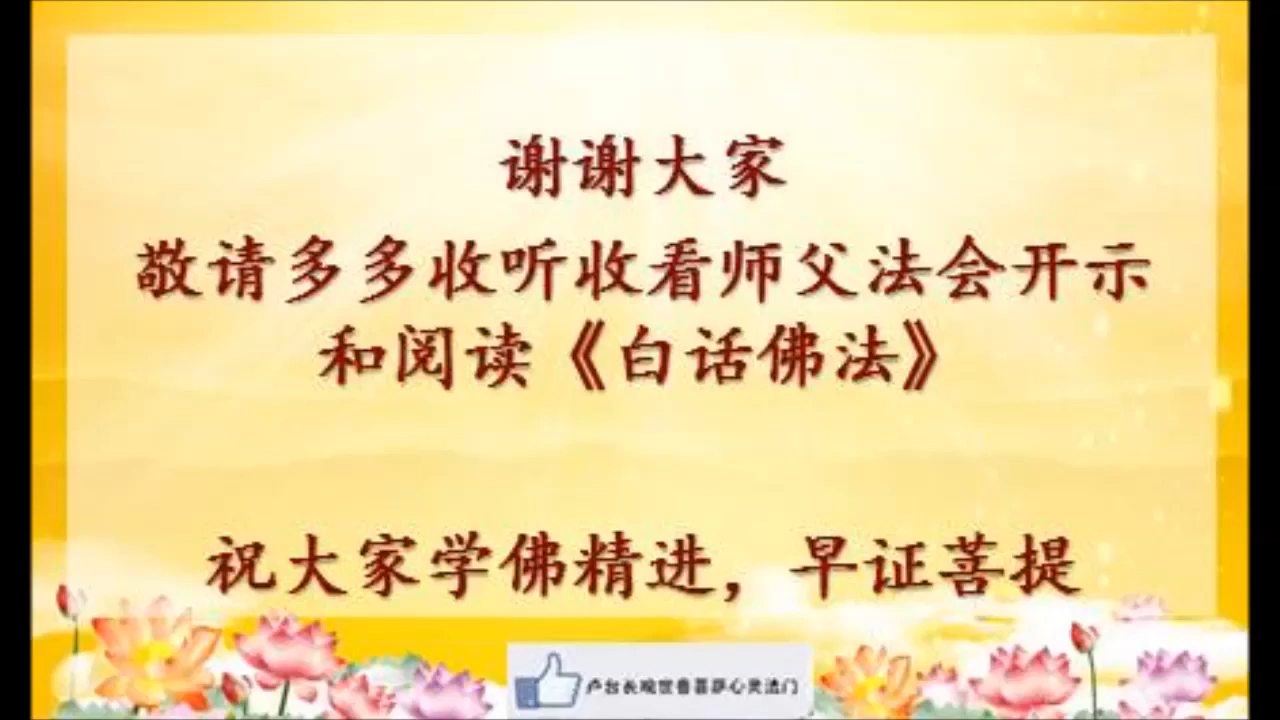 谢谢大家
敬请多多收听收看师父法会开示
和阅读《白话佛法》
祝大家学佛精进，早证菩提
卢台长观世音菩萨心灵法门